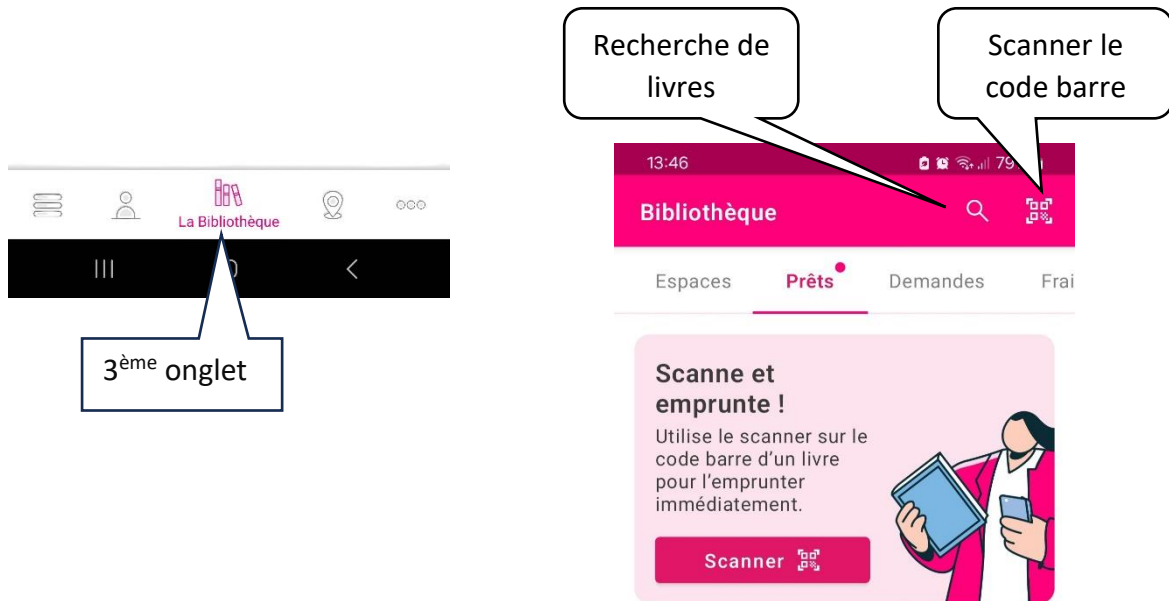 Recherche de
livres
Scanner le
code barre
La Bibliothèque
3ème onglet
13:46
79
Bibliothèque
Espaces Prêts Demandes Frai
Scanne et
emprunte !
Utilise le scanner sur le
code barre d'un livre
pour l'emprunter
immédiatement.
Scanner